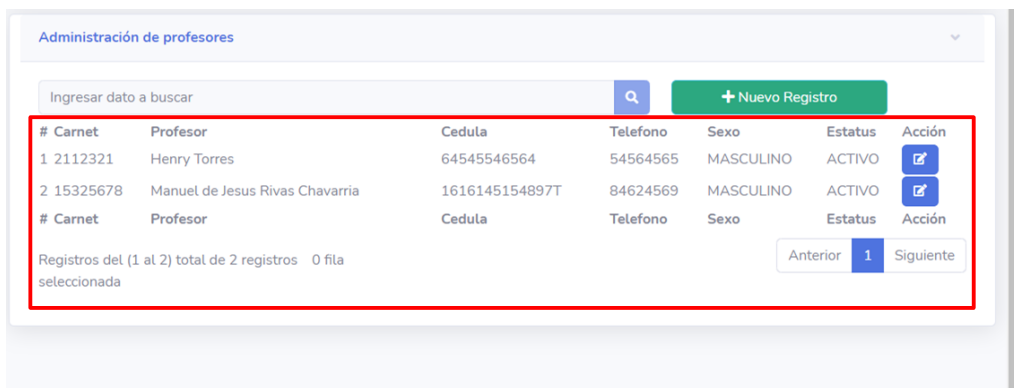 Administración de profesores
Ingresar dato a buscar
Nuevo Registro
# Carnet Profesor Cedula Telefono Sexo Estatus Acción
1 2112321 Henry Torres 64545546564 54564565 MASCULINO ACTIVO
2 15325678 Manuel de Jesus Rivas Chavarria 1616145154897T 84624569 MASCULINO ACTIVO
# Carnet Profesor Cedula Telefono Sexo Estatus Acción
Registros del (1 al 2) total de 2 registros 0 fila
seleccionada
Anterior 1 Siguiente